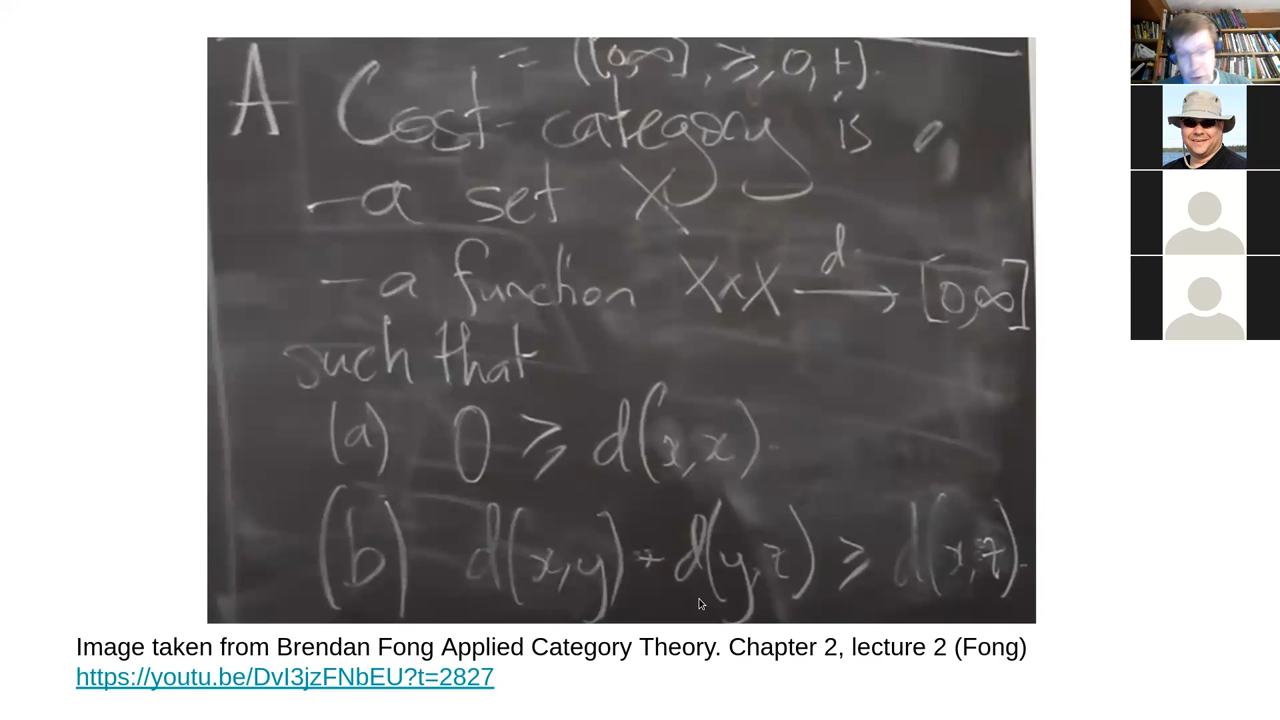 = ([0,∞], ≥, 0, +).
A Cost-category is a
- a set X
- a function X×X →d [0,∞]
such that
(a) 0 ≥ d(x,x).
(b) d(x,y) + d(y,z) ≥ d(x,z).
Image taken from Brendan Fong Applied Category Theory. Chapter 2, lecture 2 (Fong)
https://youtu.be/DvI3jzFNbEU?t=2827